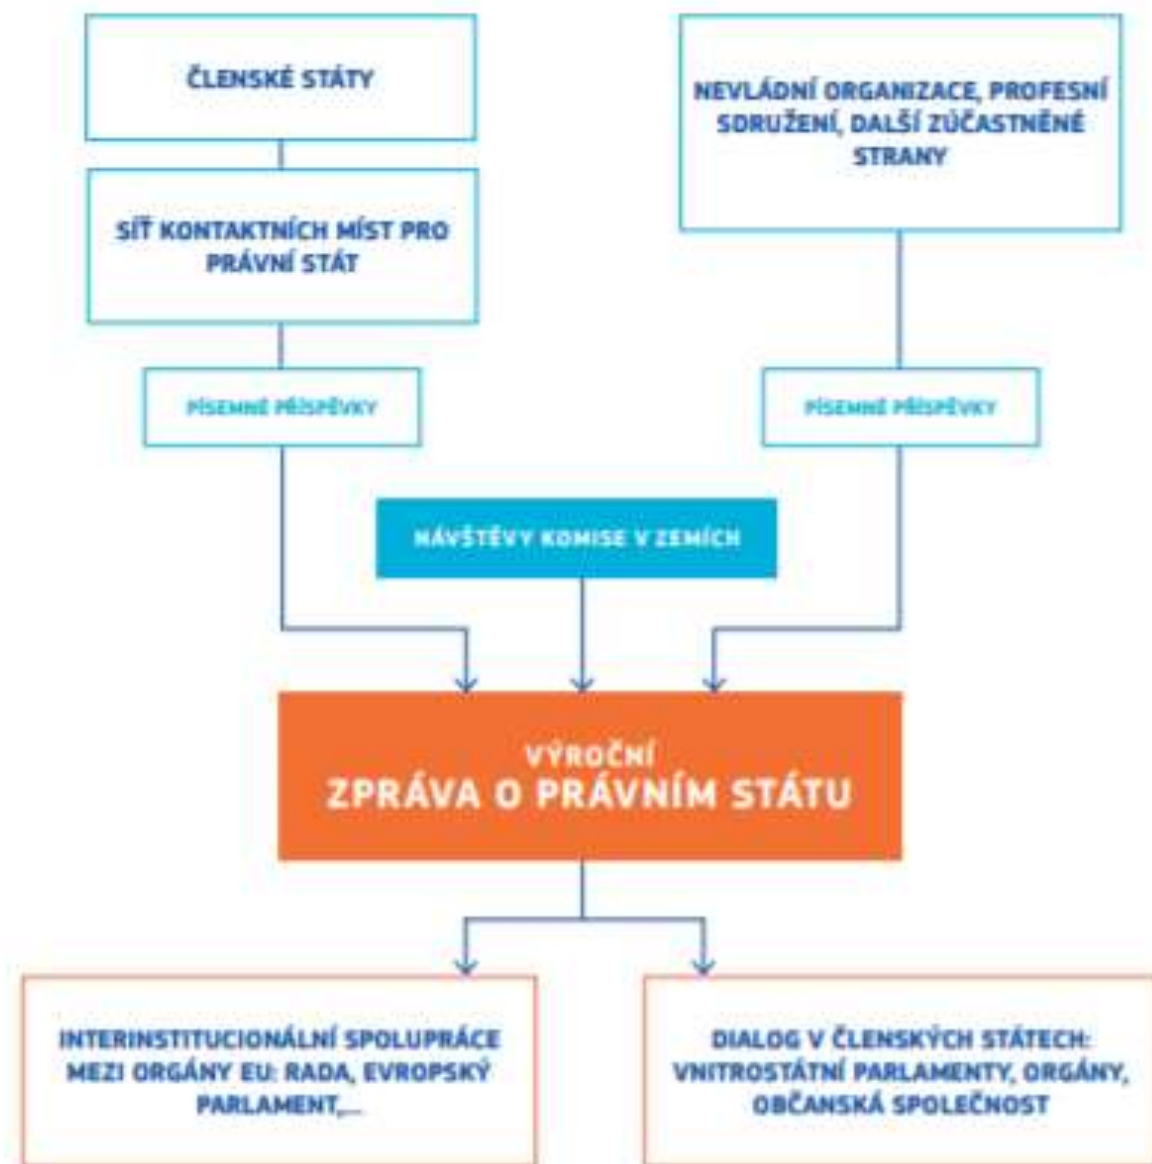 ČLENSKÉ STÁTY
SÍŤ KONTAKTNÍCH MÍST PRO
PRÁVNÍ STÁT
PÍSEMNÉ PŘÍSPĚVKY
NEVLÁDNÍ ORGANIZACE, PROFESNÍ
SDRUŽENÍ, DALŠÍ ZÚČASTNĚNÉ
STRANY
PÍSEMNÉ PŘÍSPĚVKY
NÁVŠTĚVY KOMISE V ZEMÍCH
VÝROČNÍ
ZPRÁVA O PRÁVNÍM STÁTU
INTERINSTITUCIONÁLNÍ SPOLUPRÁCE
MEZI ORGÁNY EU: RADA, EVROPSKÝ
PARLAMENT,...
DIALOG V ČLENSKÝCH STÁTECH:
VNITROSTÁTNÍ PARLAMENTY, ORGÁNY,
OBČANSKÁ SPOLEČNOST